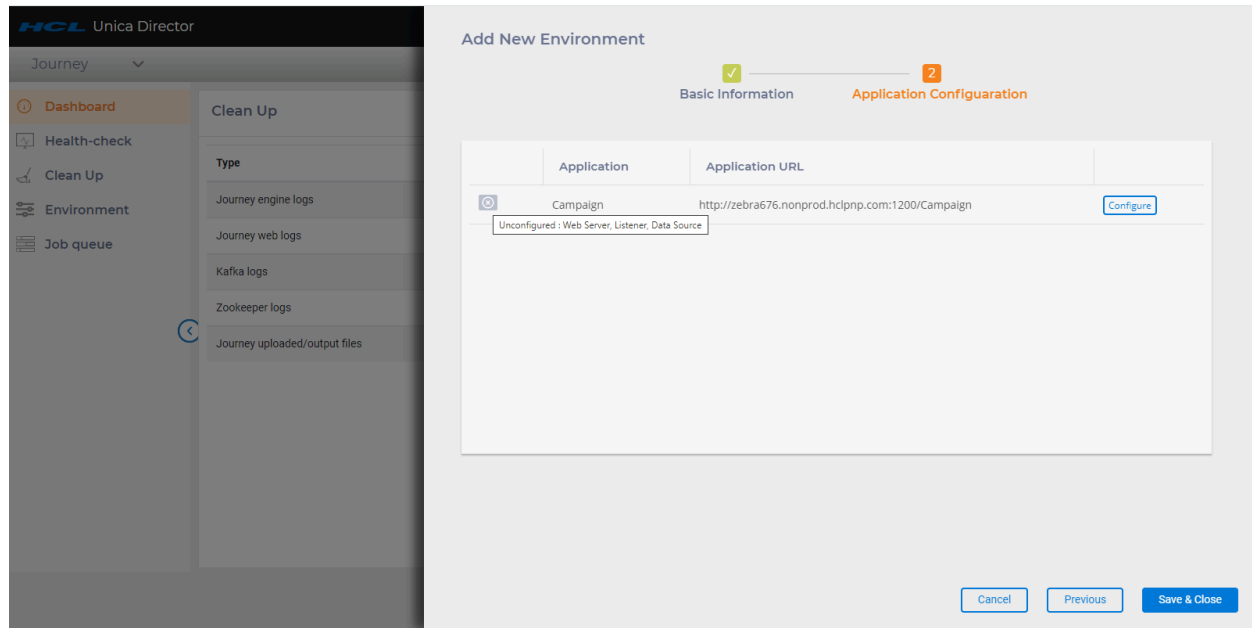 HCL Unica Director
Journey
Dashboard
Health-check
Clean Up
Environment
Job queue
Clean Up
Type
Journey engine logs
Journey web logs
Kafka logs
Zookeeper logs
Journey uploaded/output files
Add New Environment
2
Basic Information
Application Configuaration
Application
Application URL
Campaign
http://zebra676.nonprod.hclpnp.com:1200/Campaign
Configure
Unconfigured : Web Server, Listener, Data Source
Cancel
Previous
Save & Close